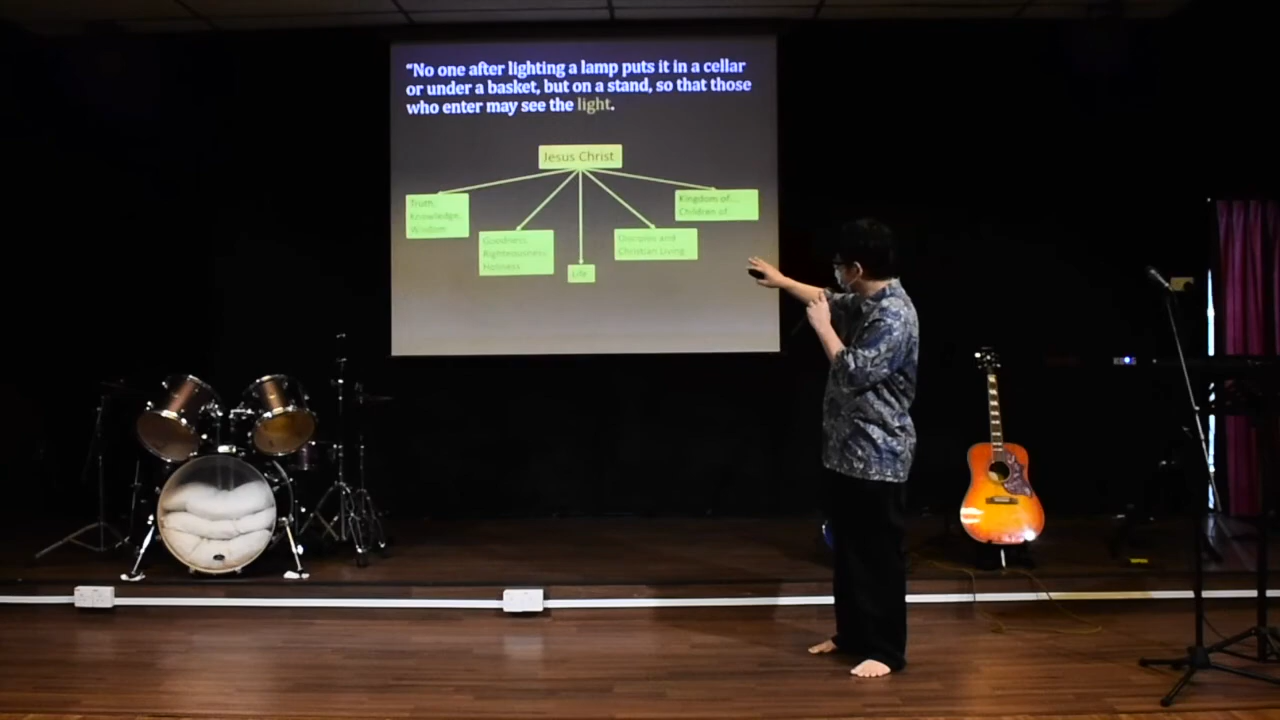 “No one after lighting a lamp puts it in a cellar
or under a basket, but on a stand, so that those
who enter may see the light.
Jesus Christ
Truth,
Knowledge,
Wisdom
Kingdom of...
Children of..
Goodness,
Righteousness,
Holiness
Disciples and
Christian Living
Life